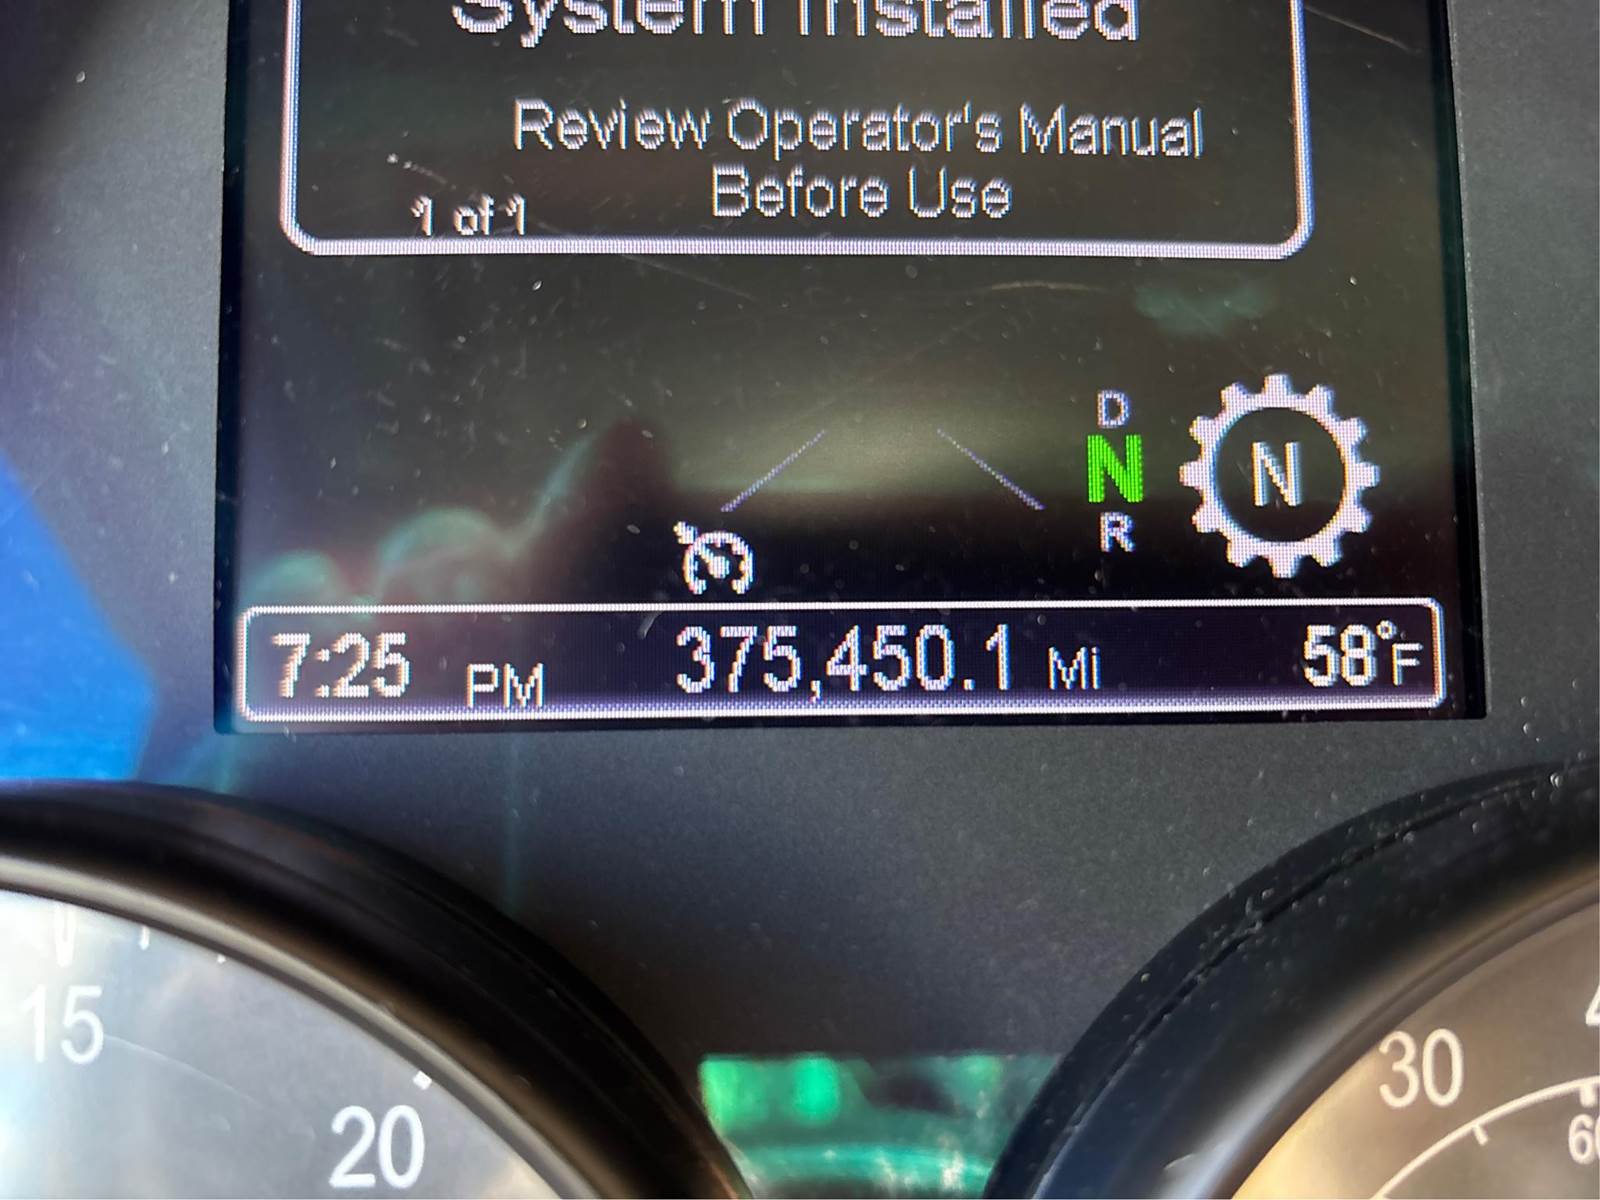 System Installed
Review Operator's Manual
Before Use
1 of 1
D
N
R
N
7:25 PM 375,450.1 Mi 58°F
15
20
30
60